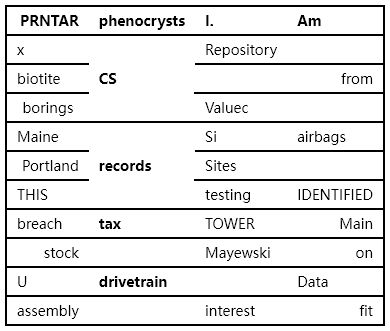 PRNTAR phenocrysts I. Am
x Repository
biotite CS from
borings Valuec
Maine Si airbags
Portland records Sites
THIS testing IDENTIFIED
breach tax TOWER Main
stock Mayewski on
U drivetrain Data
assembly interest fit